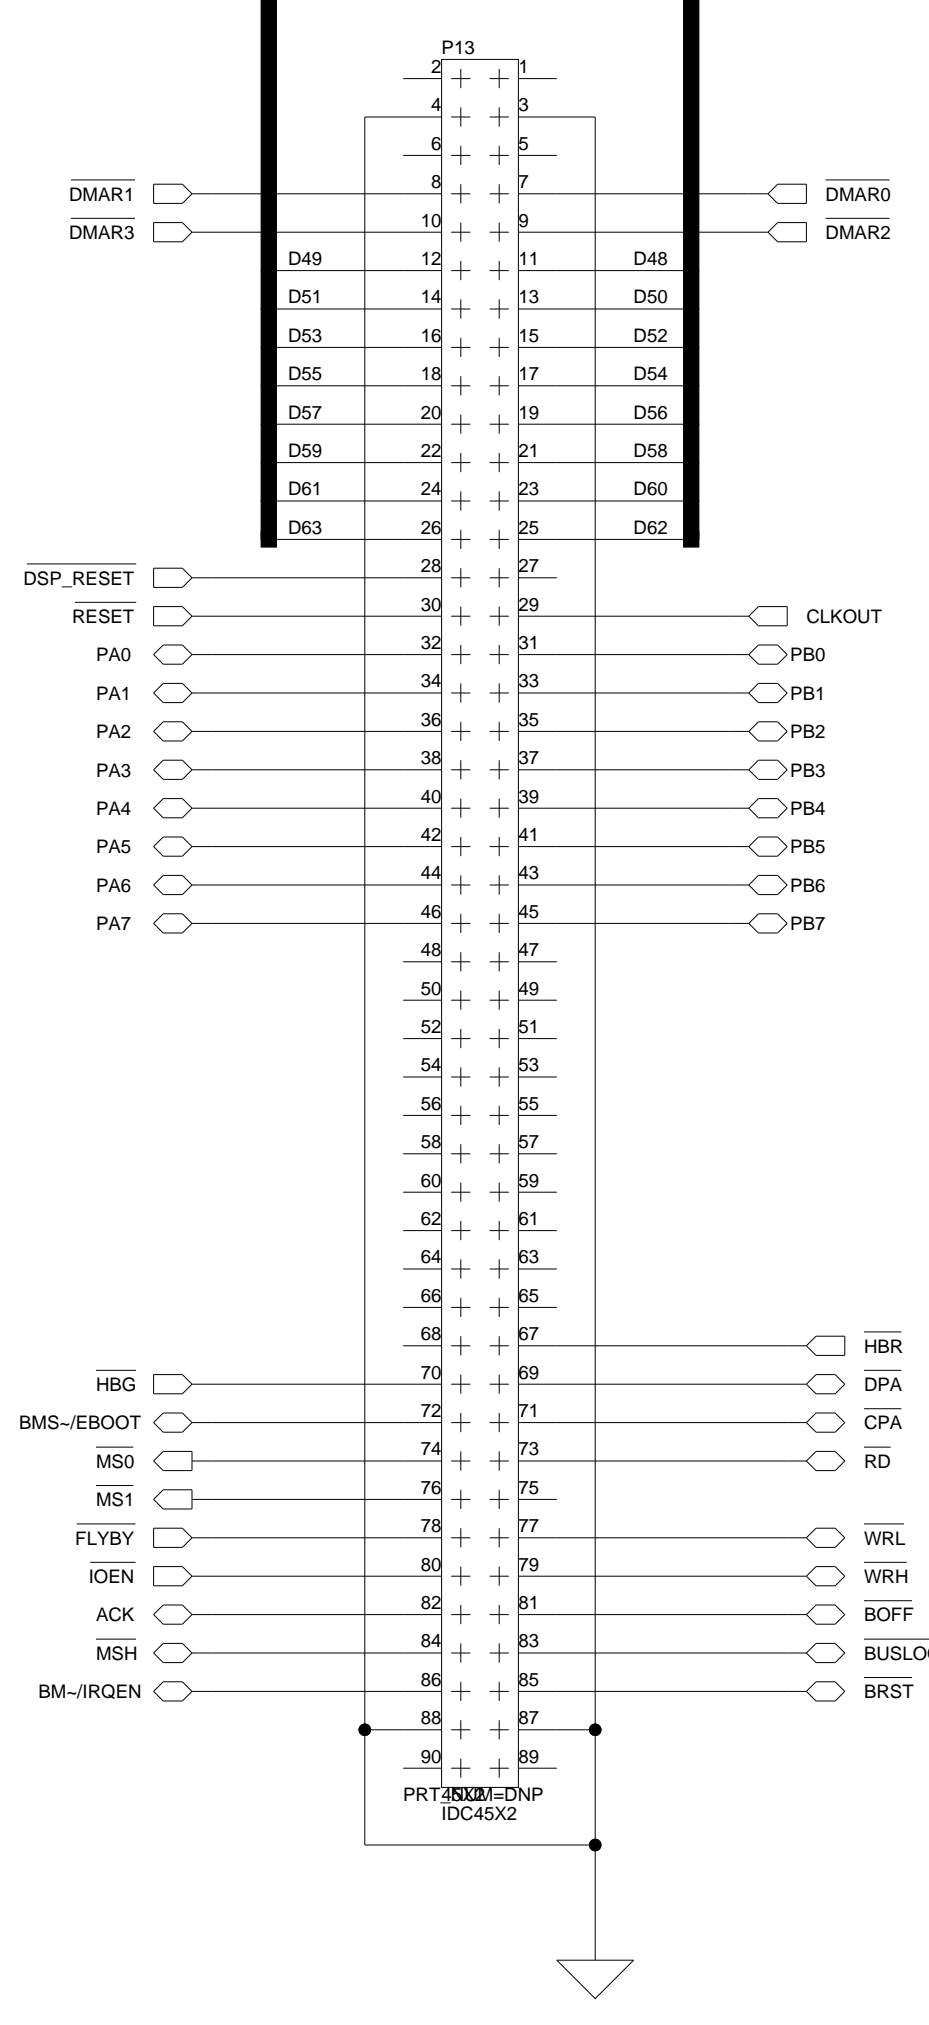 P13
2 1
4 3
6 5
DMAR1 8 7 DMAR0
DMAR3 10 9 DMAR2
D49 12 11 D48
D51 14 13 D50
D53 16 15 D52
D55 18 17 D54
D57 20 19 D56
D59 22 21 D58
D61 24 23 D60
D63 26 25 D62
DSP_RESET 28 27
RESET 30 29 CLKOUT
PA0 32 31 PB0
PA1 34 33 PB1
PA2 36 35 PB2
PA3 38 37 PB3
PA4 40 39 PB4
PA5 42 41 PB5
PA6 44 43 PB6
PA7 46 45 PB7
48 47
50 49
52 51
54 53
56 55
58 57
60 59
62 61
64 63
66 65
68 67 HBR
HBG 70 69 DPA
BMS~/EBOOT 72 71 CPA
MS0 74 73 RD
MS1 76 75
FLYBY 78 77 WRL
IOEN 80 79 WRH
ACK 82 81 BOFF
MSH 84 83 BUSLO
BM~/IRQEN 86 85 BRST
88 87
90 89
IDC45X2